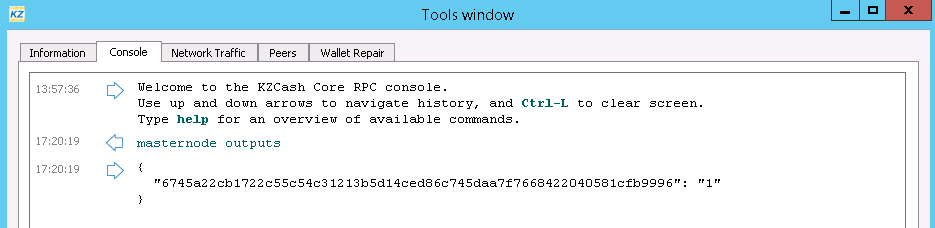 KZ
Tools window
Information
Console
Network Traffic
Peers
Wallet Repair
13:57:36
Welcome to the KZCash Core RPC console.
Use up and down arrows to navigate history, and Ctrl-L to clear screen.
Type help for an overview of available commands.
17:20:19
masternode outputs
17:20:19
{
"6745a22cb1722c55c54c31213b5d14ced86c745daa7f7668422040581cfb9996": "1"
}